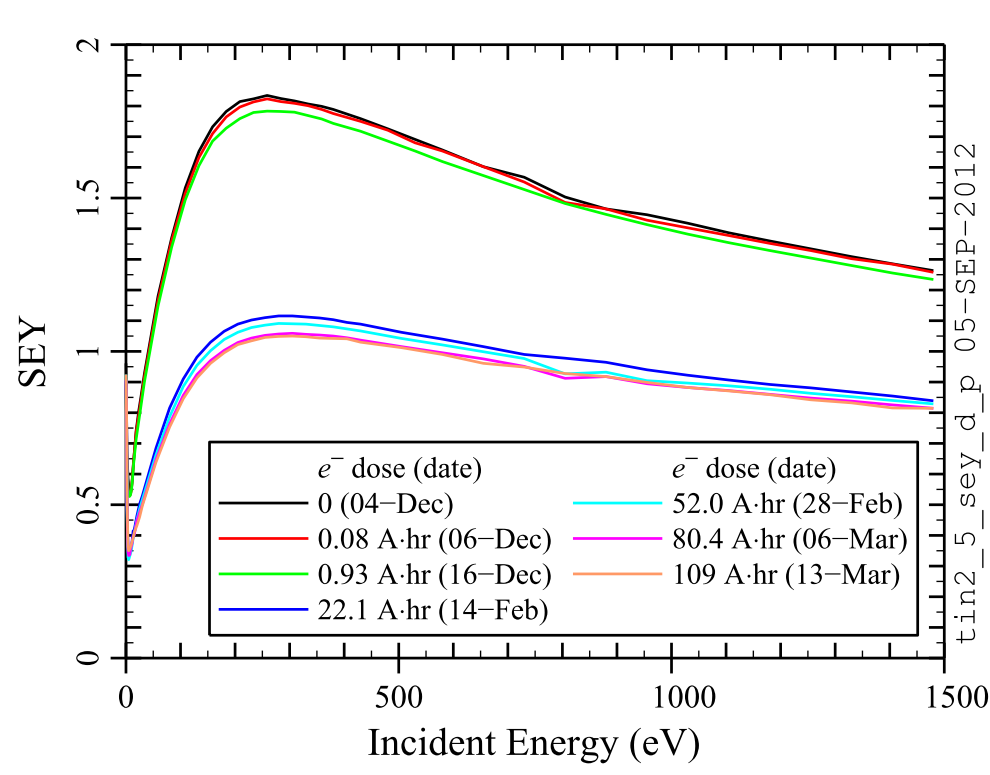 2
1.5
1
0.5
0
SEY
e− dose (date)
0 (04−Dec)
0.08 A·hr (06−Dec)
0.93 A·hr (16−Dec)
22.1 A·hr (14−Feb)
e− dose (date)
52.0 A·hr (28−Feb)
80.4 A·hr (06−Mar)
109 A·hr (13−Mar)
0
500
1000
1500
Incident Energy (eV)
tin2_5_sey_d_p 05-SEP-2012